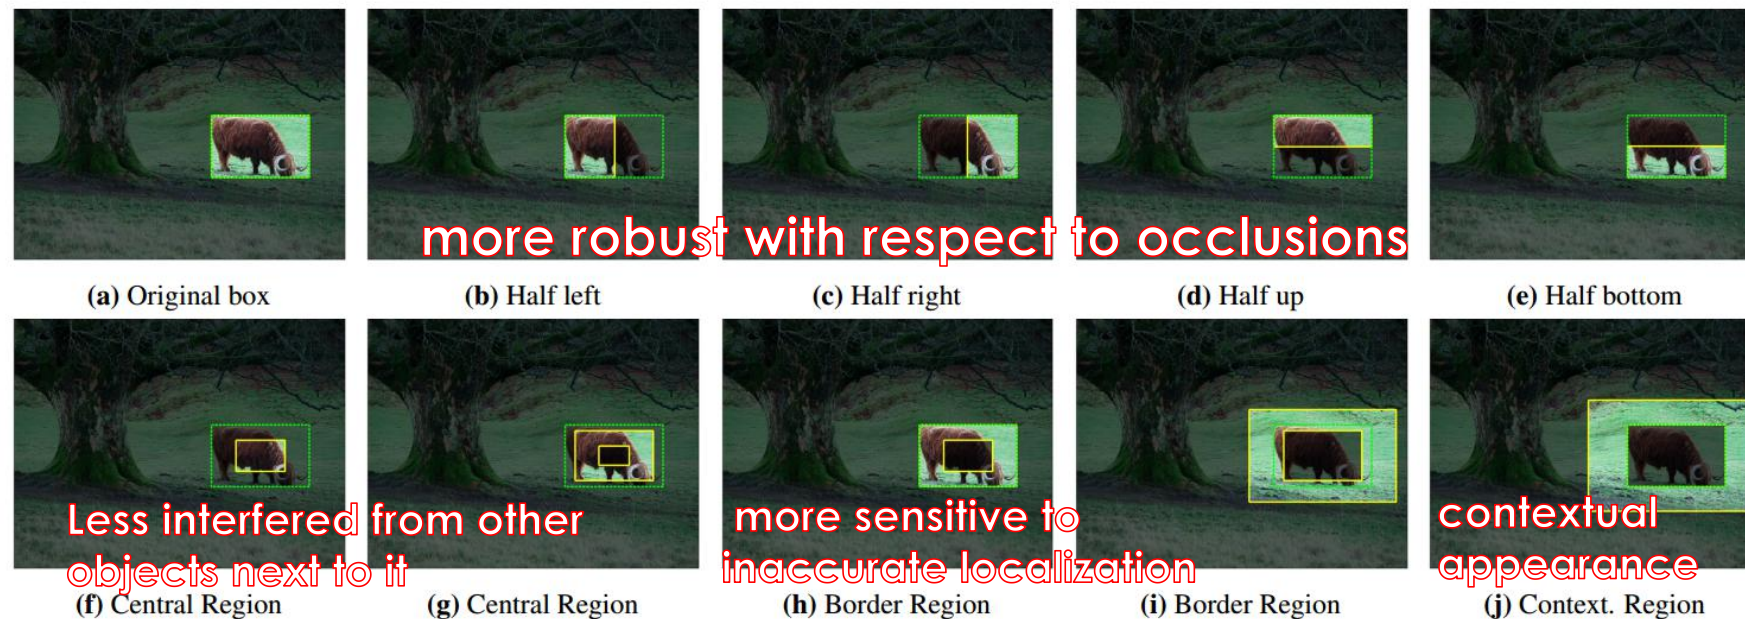 more robust with respect to occlusions
(a) Original box
(b) Half left
(c) Half right
(d) Half up
(e) Half bottom
Less interfered from other
objects next to it
more sensitive to
inaccurate localization
contextual
appearance
(f) Central Region
(g) Central Region
(h) Border Region
(i) Border Region
(j) Context. Region